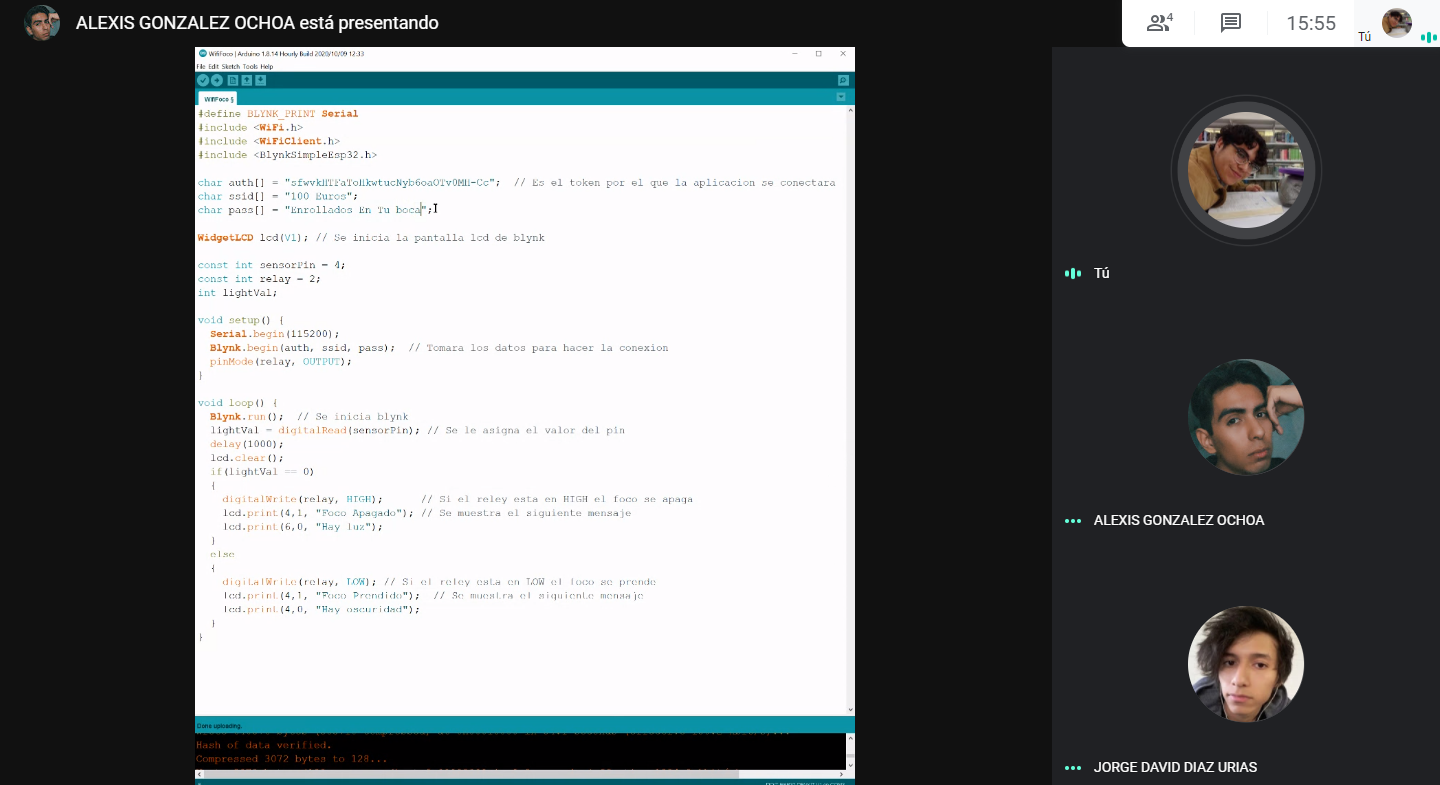 ALEXIS GONZALEZ OCHOA está presentando
4
15:55
Tú
WifiFoco | Arduino 1.8.14 Hourly Build 2020/10/09 12:33
File Edit Sketch Tools Help
WifiFoco §
#define BLYNK_PRINT Serial
#include <WiFi.h>
#include <WiFiClient.h>
#include <BlynkSimpleEsp32.h>
char auth[] = "sfwvkHTFaToHkwtucNyb6oaOTv0MH-Cc";  // Es el token por el que la aplicacion se conectara
char ssid[] = "100 Euros";
char pass[] = "Enrollados En Tu boca";
WidgetLCD lcd(V1); // Se inicia la pantalla lcd de blynk
const int sensorPin = 4;
const int relay = 2;
int lightVal;
void setup() {
Serial.begin(115200);
Blynk.begin(auth, ssid, pass);  // Tomara los datos para hacer la conexion
pinMode(relay, OUTPUT);
}
void loop() {
Blynk.run();  // Se inicia blynk
lightVal = digitalRead(sensorPin); // Se le asigna el valor del pin
delay(1000);
lcd.clear();
if(lightVal == 0)
{
digitalWrite(relay, HIGH);      // Si el reley esta en HIGH el foco se apaga
lcd.print(4,1, "Foco Apagado"); // Se muestra el siguiente mensaje
lcd.print(6,0, "Hay luz");
}
else
{
digitalWrite(relay, LOW); // Si el reley esta en LOW el foco se prende
lcd.print(4,1, "Foco Prendido");  // Se muestra el siguiente mensaje
lcd.print(4,0, "Hay oscuridad");
}
}
Done uploading.
Hash of data verified.
Compressed 3072 bytes to 128...
Tú
ALEXIS GONZALEZ OCHOA
JORGE DAVID DIAZ URIAS